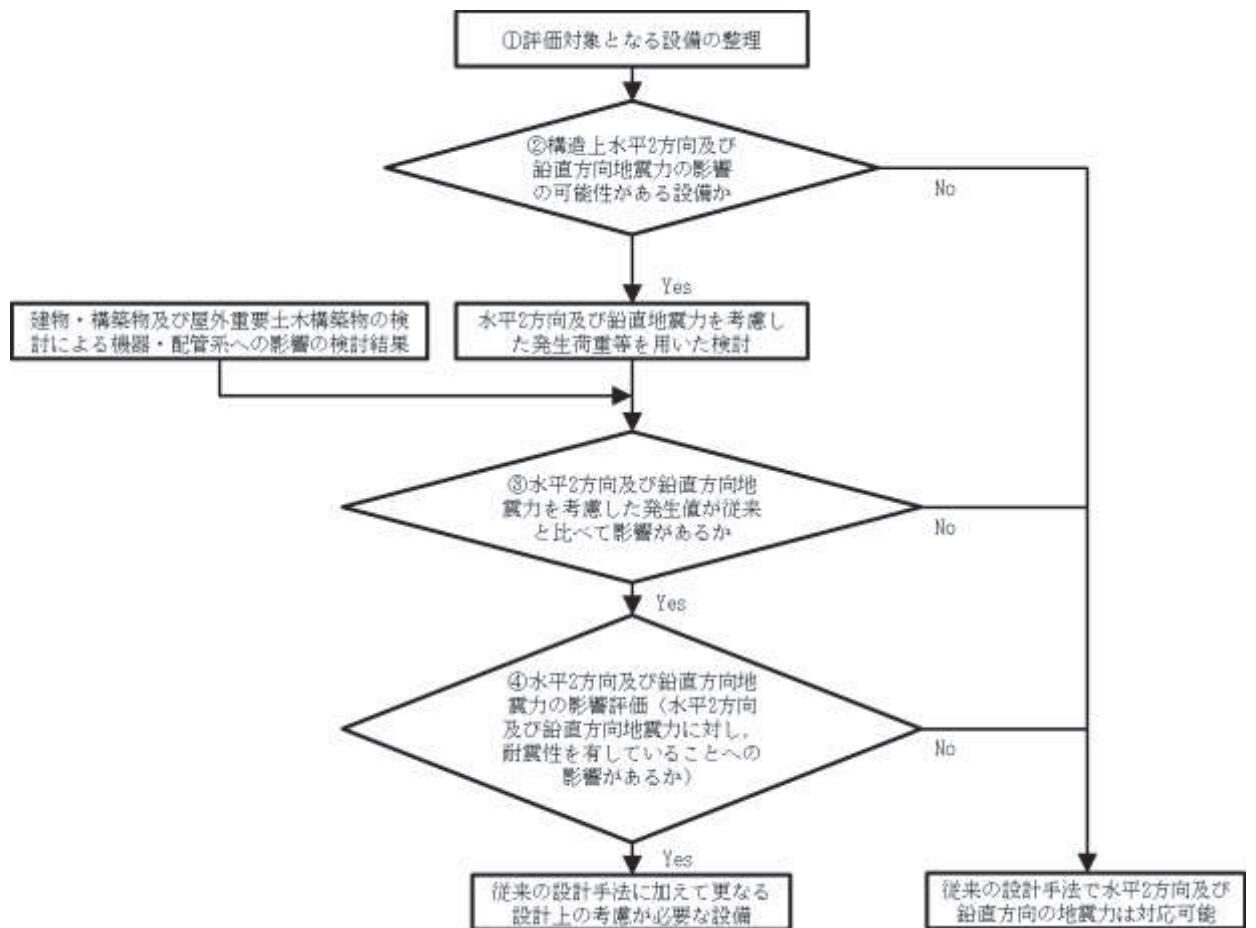 ①評価対象となる設備の整理
②構造上水平2方向及び
鉛直方向地震力の影響
の可能性がある設備か
No
Yes
建物・構築物及び屋外重要土木構築物の検
討による機器・配管系への影響の検討結果
水平2方向及び鉛直地震力を考慮し
た発生荷重等を用いた検討
③水平2方向及び鉛直方向地
震力を考慮した発生値が従来
と比べて影響があるか
No
Yes
④水平2方向及び鉛直方向地
震力の影響評価（水平2方向
及び鉛直方向地震力に対し，
耐震性を有していることへの
影響があるか）
No
Yes
従来の設計手法に加えて更なる
設計上の考慮が必要な設備
従来の設計手法で水平2方向及び
鉛直方向の地震力は対応可能